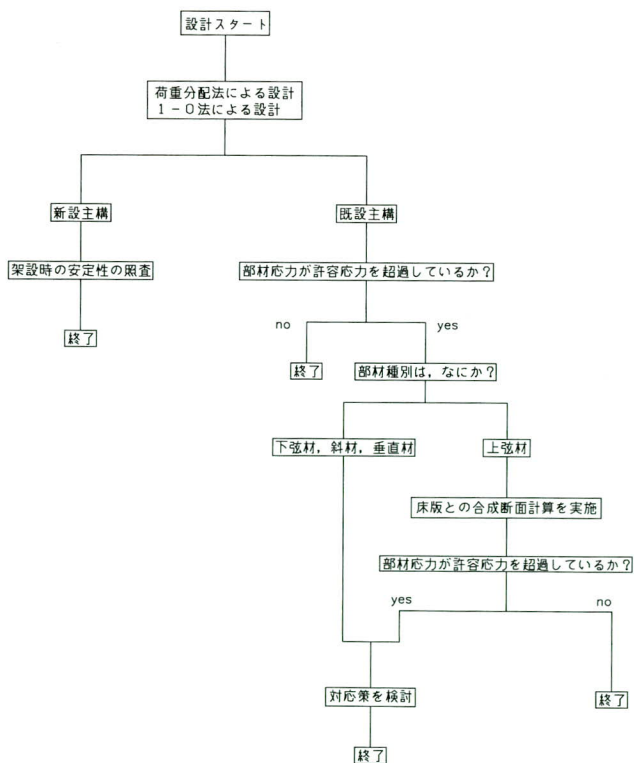 設計スタート
荷重分配法による設計
1-0法による設計
新設主構
既設主構
架設時の安定性の照査
部材応力が許容応力を超過しているか?
no
yes
終了
終了
部材種別は,なにか?
下弦材,斜材,垂直材
上弦材
床版との合成断面計算を実施
部材応力が許容応力を超過しているか?
yes
no
対応策を検討
終了
終了